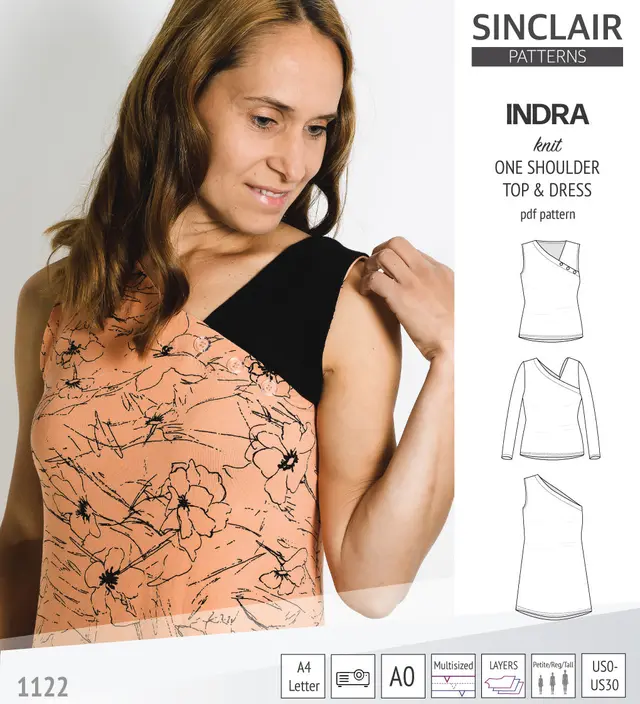 SINCLAIR
PATTERNS
INDRA
knit
ONE SHOULDER
TOP & DRESS
pdf pattern
1122
A4
Letter
A0
Multisized
LAYERS
Petite/Reg/Tall
US0-
US30